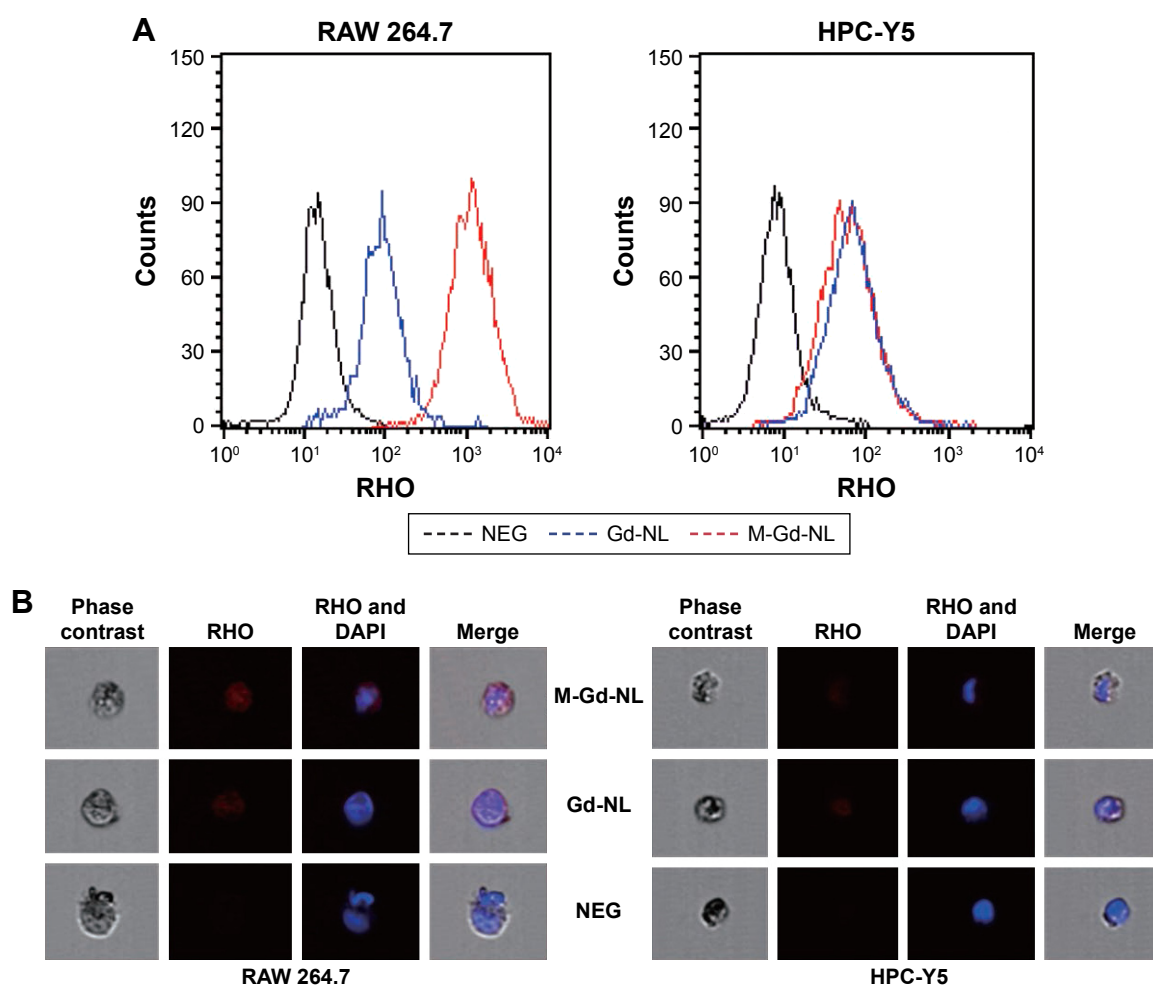 A
RAW 264.7
HPC-Y5
150
120
90
60
30
0
Counts
10⁰ 10¹ 10² 10³ 10⁴
RHO
150
120
90
60
30
0
Counts
10⁰ 10¹ 10² 10³ 10⁴
RHO
NEG Gd-NL M-Gd-NL
B
Phase
contrast
RHO
RHO and
DAPI
Merge
Phase
contrast
RHO
RHO and
DAPI
Merge
M-Gd-NL
Gd-NL
NEG
RAW 264.7
HPC-Y5